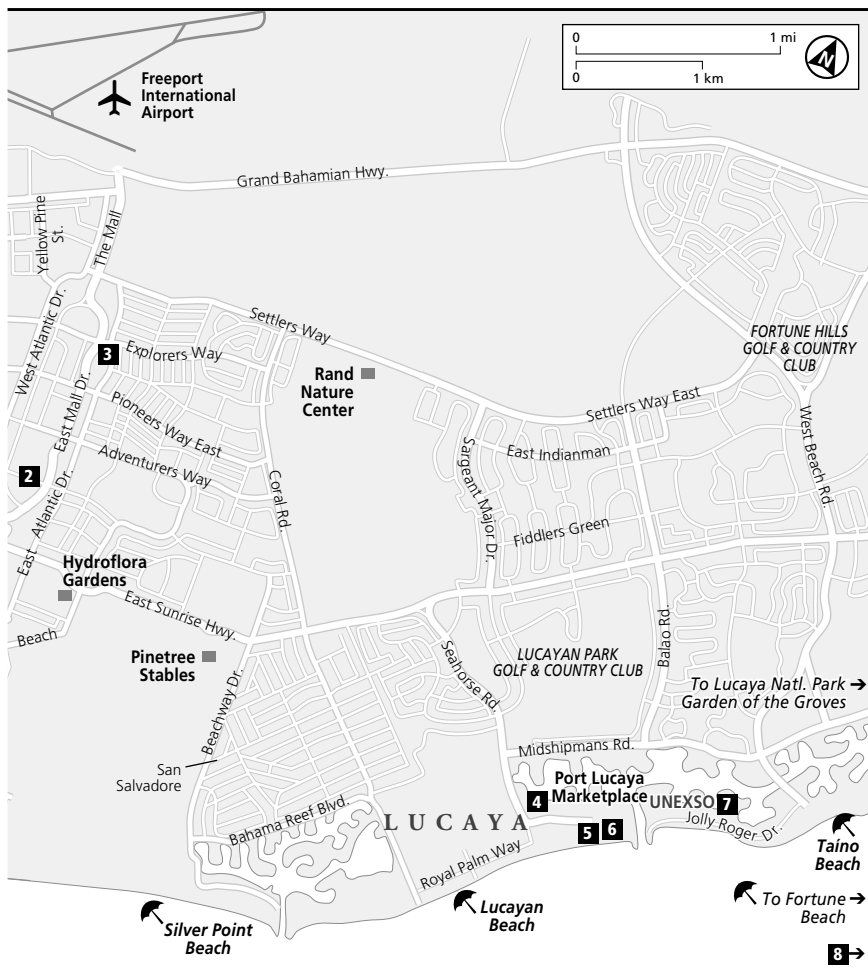 0
1 mi
0
1 km
N
Freeport
International
Airport
Grand Bahamian Hwy.
Yellow Pine
St.
The Mall
West Atlantic Dr.
Settlers Way
3
Explorers Way
FORTUNE HILLS
GOLF & COUNTRY
CLUB
Rand
Nature
Center
East Mall Dr.
Pioneers Way East
Settlers Way East
West Beach Rd.
East Indianman
Sargeant Major Dr.
Adventurers Way
2
Coral Rd.
East Atlantic Dr.
Fiddlers Green
Hydroflora
Gardens
East Sunrise Hwy.
Beach
Pinetree
Stables
Beachway Dr.
Seahorse Rd.
LUCAYAN PARK
GOLF & COUNTRY CLUB
Balao Rd.
To Lucaya Natl. Park →
Garden of the Groves
Midshipmans Rd.
San
Salvadore
Port Lucaya
Marketplace
4
UNEXSO
7
Bahama Reef Blvd.
LUCAYA
5
6
Jolly Roger Dr.
Taíno
Beach
Royal Palm Way
Lucayan
Beach
To Fortune →
Beach
Silver Point
Beach
8→